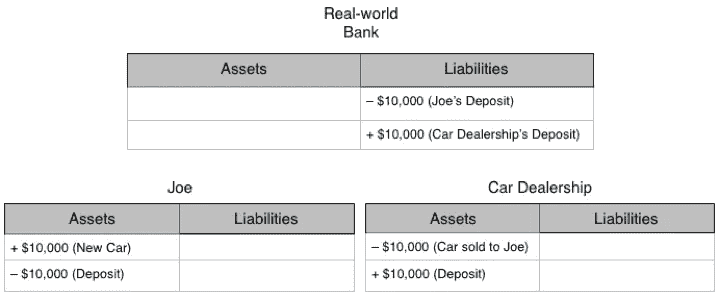 Real-world
Bank
Assets Liabilities
– $10,000 (Joe's Deposit)
+ $10,000 (Car Dealership's Deposit)
Joe
Assets Liabilities
+ $10,000 (New Car)
– $10,000 (Deposit)
Car Dealership
Assets Liabilities
– $10,000 (Car sold to Joe)
+ $10,000 (Deposit)